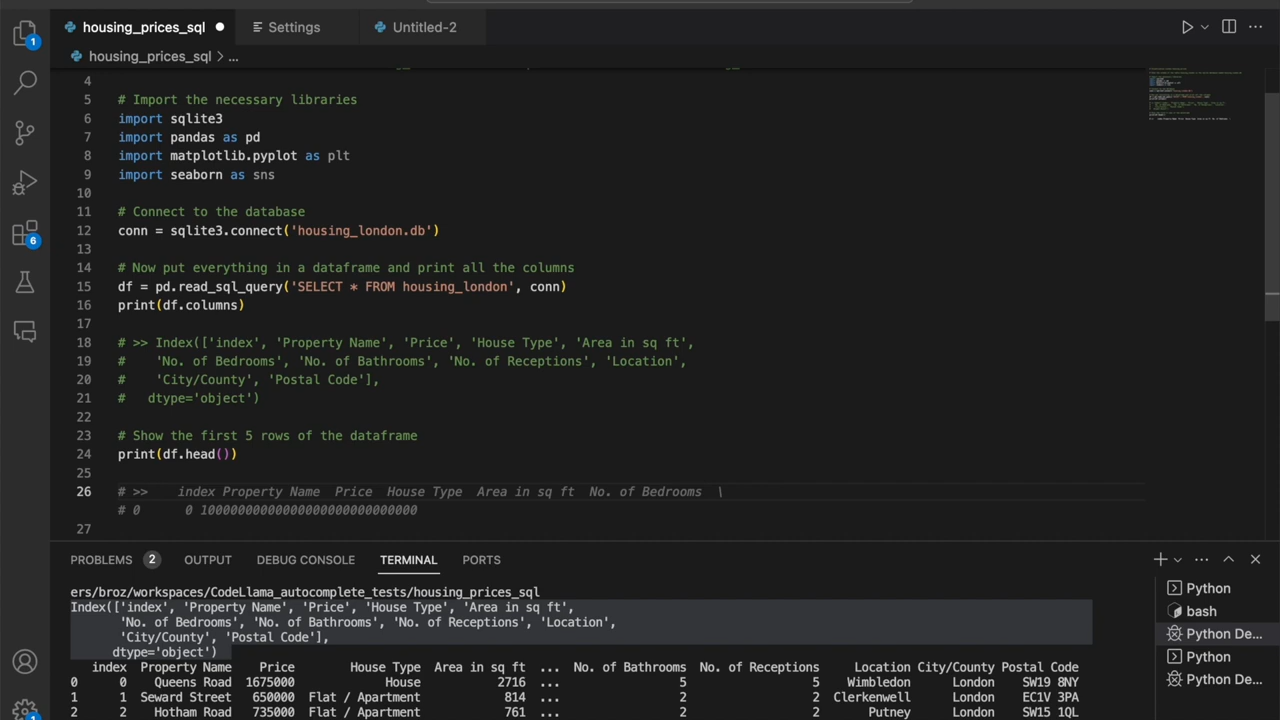 housing_prices_sql
Settings
Untitled-2
1
housing_prices_sql > ...
4
5 # Import the necessary libraries
6 import sqlite3
7 import pandas as pd
8 import matplotlib.pyplot as plt
9 import seaborn as sns
10
11 # Connect to the database
12 conn = sqlite3.connect('housing_london.db')
13
14 # Now put everything in a dataframe and print all the columns
15 df = pd.read_sql_query('SELECT * FROM housing_london', conn)
16 print(df.columns)
17
18 # >> Index(['index', 'Property Name', 'Price', 'House Type', 'Area in sq ft',
19 #     'No. of Bedrooms', 'No. of Bathrooms', 'No. of Receptions', 'Location',
20 #     'City/County', 'Postal Code'],
21 #    dtype='object')
22
23 # Show the first 5 rows of the dataframe
24 print(df.head())
25
26 # >>    index Property Name  Price  House Type  Area in sq ft  No. of Bedrooms  \
# 0      0 10000000000000000000000000000
27
6
PROBLEMS 2 OUTPUT DEBUG CONSOLE TERMINAL PORTS
ers/broz/workspaces/CodeLlama_autocomplete_tests/housing_prices_sql
Index(['index', 'Property Name', 'Price', 'House Type', 'Area in sq ft',
'No. of Bedrooms', 'No. of Bathrooms', 'No. of Receptions', 'Location',
'City/County', 'Postal Code'],
dtype='object')
index Property Name Price House Type Area in sq ft ... No. of Bathrooms No. of Receptions Location City/County Postal Code
0 0 Queens Road 1675000 House 2716 ... 5 5 Wimbledon London SW19 8NY
1 1 Seward Street 650000 Flat / Apartment 814 ... 2 2 Clerkenwell London EC1V 3PA
2 2 Hotham Road 735000 Flat / Apartment 761 ... 2 2 Putney London SW15 1QL
Python
bash
Python De...
Python
Python De...
1